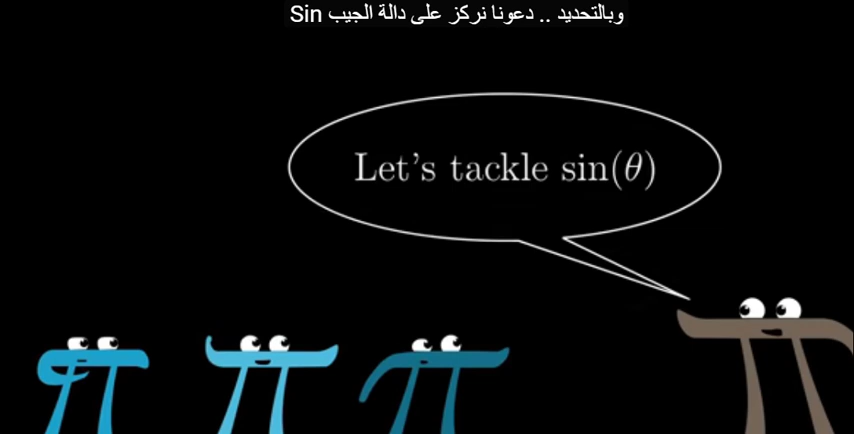 وبالتحديد .. دعونا نركز على دالة الجيب Sin
Let's tackle sin(θ)